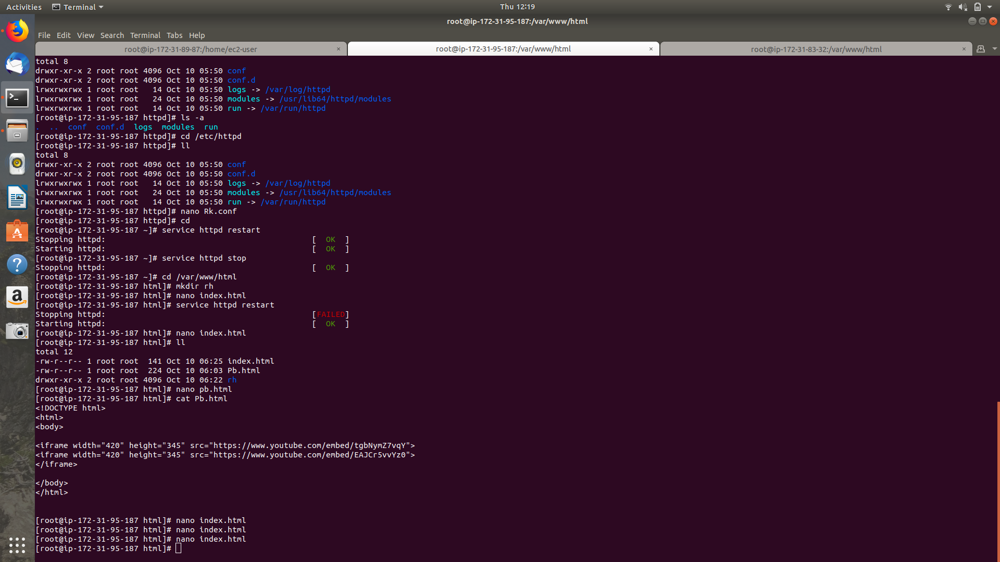 Activities
Terminal
Thu 12:19
root@ip-172-31-95-187:/var/www/html
File Edit View Search Terminal Tabs Help
root@ip-172-31-89-87:/home/ec2-user × root@ip-172-31-95-187:/var/www/html × root@ip-172-31-83-32:/var/www/html ×
total 8
drwxr-xr-x 2 root root 4096 Oct 10 05:50 conf
drwxr-xr-x 2 root root 4096 Oct 10 05:50 conf.d
lrwxrwxrwx 1 root root   14 Oct 10 05:50 logs -> /var/log/httpd
lrwxrwxrwx 1 root root   24 Oct 10 05:50 modules -> /usr/lib64/httpd/modules
lrwxrwxrwx 1 root root   14 Oct 10 05:50 run -> /var/run/httpd
[root@ip-172-31-95-187 httpd]# ls -a
.  ..  conf  conf.d  logs  modules  run
[root@ip-172-31-95-187 httpd]# cd /etc/httpd
[root@ip-172-31-95-187 httpd]# ll
total 8
drwxr-xr-x 2 root root 4096 Oct 10 05:50 conf
drwxr-xr-x 2 root root 4096 Oct 10 05:50 conf.d
lrwxrwxrwx 1 root root   14 Oct 10 05:50 logs -> /var/log/httpd
lrwxrwxrwx 1 root root   24 Oct 10 05:50 modules -> /usr/lib64/httpd/modules
lrwxrwxrwx 1 root root   14 Oct 10 05:50 run -> /var/run/httpd
[root@ip-172-31-95-187 httpd]# nano Rk.conf
[root@ip-172-31-95-187 httpd]# cd
[root@ip-172-31-95-187 ~]# service httpd restart
Stopping httpd:                                            [  OK  ]
Starting httpd:                                            [  OK  ]
[root@ip-172-31-95-187 ~]# service httpd stop
Stopping httpd:                                            [  OK  ]
[root@ip-172-31-95-187 ~]# cd /var/www/html
[root@ip-172-31-95-187 html]# mkdir rh
[root@ip-172-31-95-187 html]# nano index.html
[root@ip-172-31-95-187 html]# service httpd restart
Stopping httpd:                                            [FAILED]
Starting httpd:                                            [  OK  ]
[root@ip-172-31-95-187 html]# nano index.html
[root@ip-172-31-95-187 html]# ll
total 12
-rw-r--r-- 1 root root  141 Oct 10 06:25 index.html
-rw-r--r-- 1 root root  224 Oct 10 06:03 Pb.html
drwxr-xr-x 2 root root 4096 Oct 10 06:22 rh
[root@ip-172-31-95-187 html]# nano pb.html
[root@ip-172-31-95-187 html]# cat Pb.html
<!DOCTYPE html>
<html>
<body>
<iframe width="420" height="345" src="https://www.youtube.com/embed/tgbNymZ7vqY">
<iframe width="420" height="345" src="https://www.youtube.com/embed/EAJCr5vvYz0">
</iframe>
</body>
</html>
[root@ip-172-31-95-187 html]# nano index.html
[root@ip-172-31-95-187 html]# nano index.html
[root@ip-172-31-95-187 html]# nano index.html
[root@ip-172-31-95-187 html]#